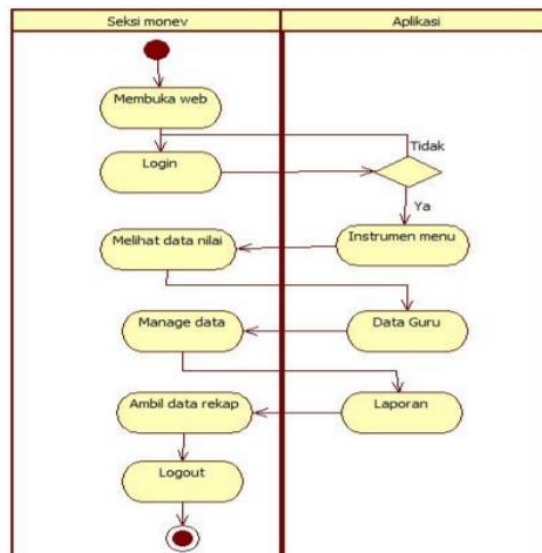 Seksi monev
Aplikasi
Membuka web
Tidak
Login
Ya
Melihat data nilai
Instrumen menu
Manage data
Data Guru
Ambil data rekap
Laporan
Logout